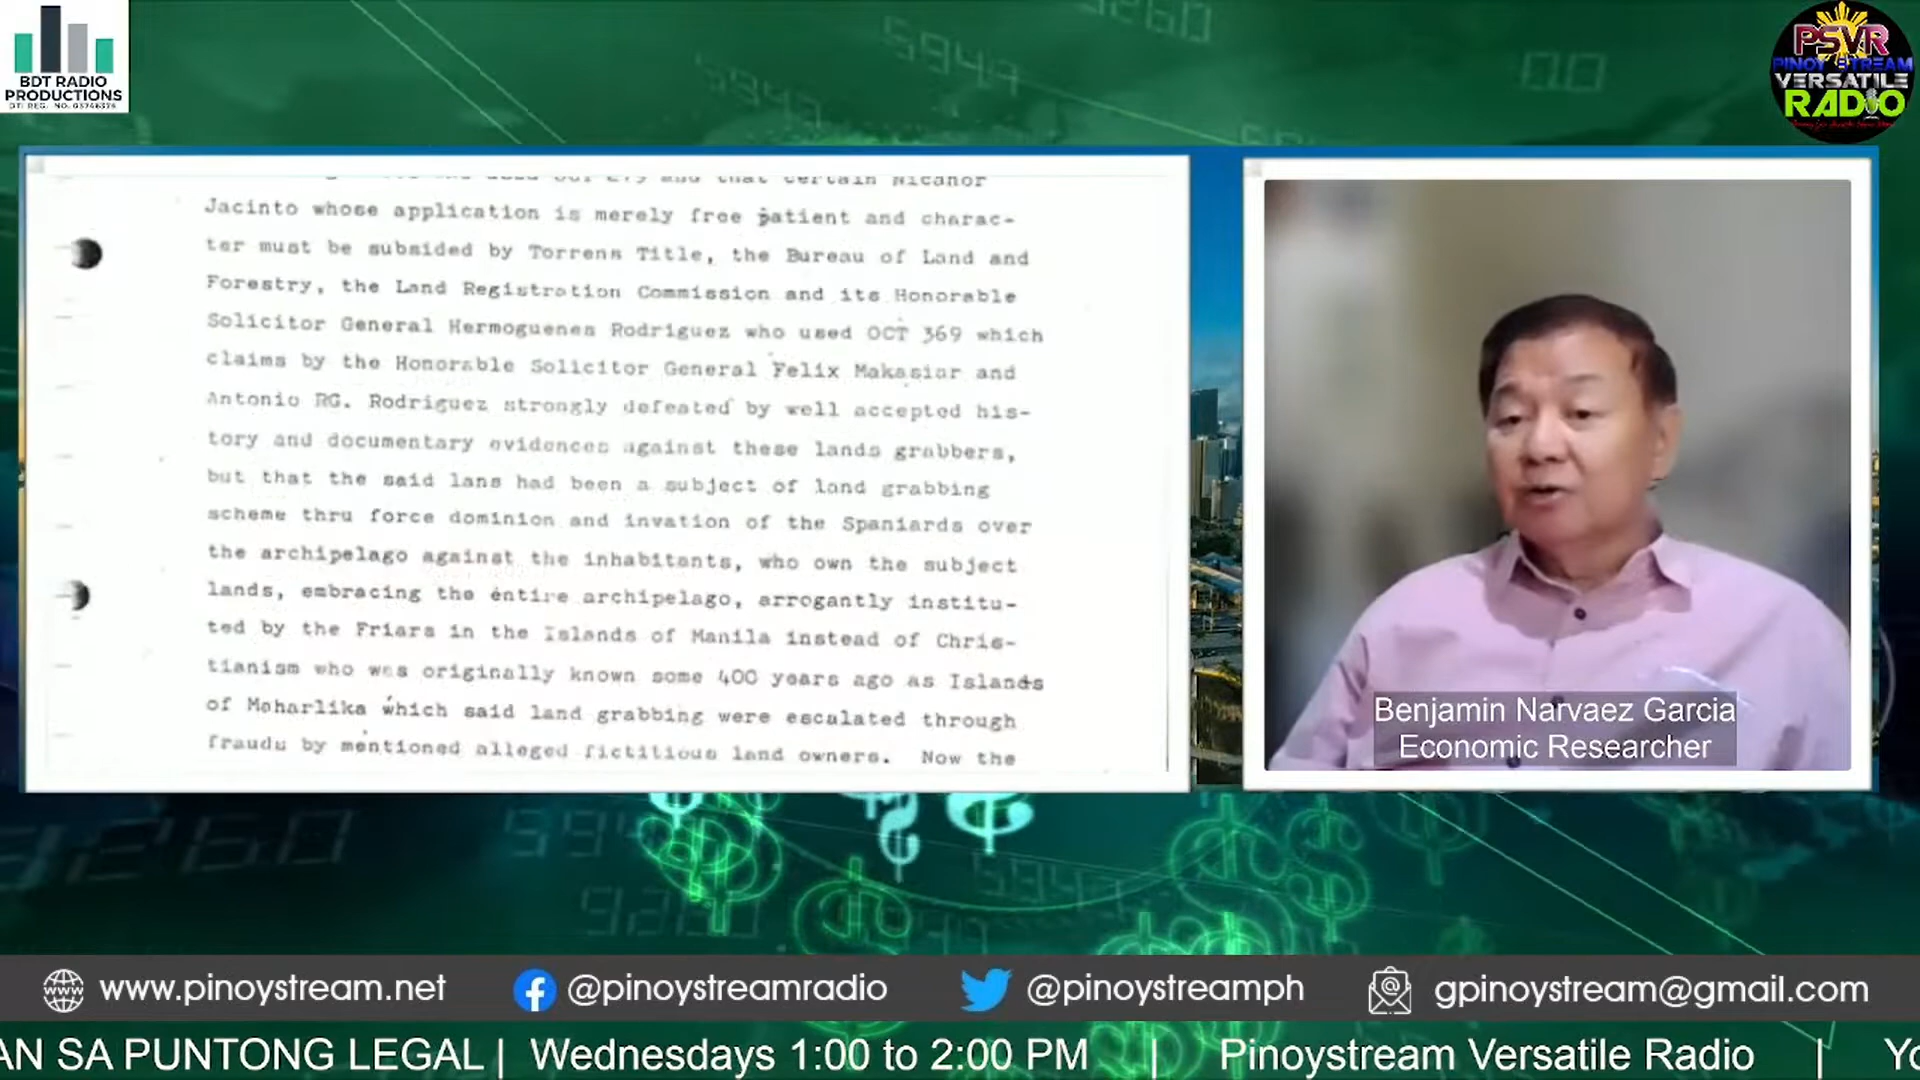 BDT RADIO
PRODUCTIONS
PSVR
PINOY STREAM
VERSATILE
RADIO
and that certain Nicanor
Jacinto whose application is merely free patient and charac-
ter must be subsided by Torrens Title, the Bureau of Land and
Forestry, the Land Registration Commission and its Honorable
Solicitor General Hermoguenes Rodriguez who used OCT 369 which
claims by the Honorable Solicitor General Felix Makasiar and
Antonio RG. Rodriguez strongly defeated by well accepted his-
tory and documentary evidences against these lands grabbers,
but that the said lans had been a subject of land grabbing
scheme thru force dominion and invation of the Spaniards over
the archipelago against the inhabitants, who own the subject
lands, embracing the entire archipelago, arrogantly institu-
ted by the Friars in the Islands of Manila instead of Chris-
tianism who was originally known some 400 years ago as Islands
of Maharlika which said land grabbing were escalated through
frauds by mentioned alleged fictitious land owners. Now the
Benjamin Narvaez Garcia
Economic Researcher
www.pinoystream.net @pinoystreamradio @pinoystreamph gpinoystream@gmail.com
AN SA PUNTONG LEGAL | Wednesdays 1:00 to 2:00 PM | Pinoystream Versatile Radio | Yo